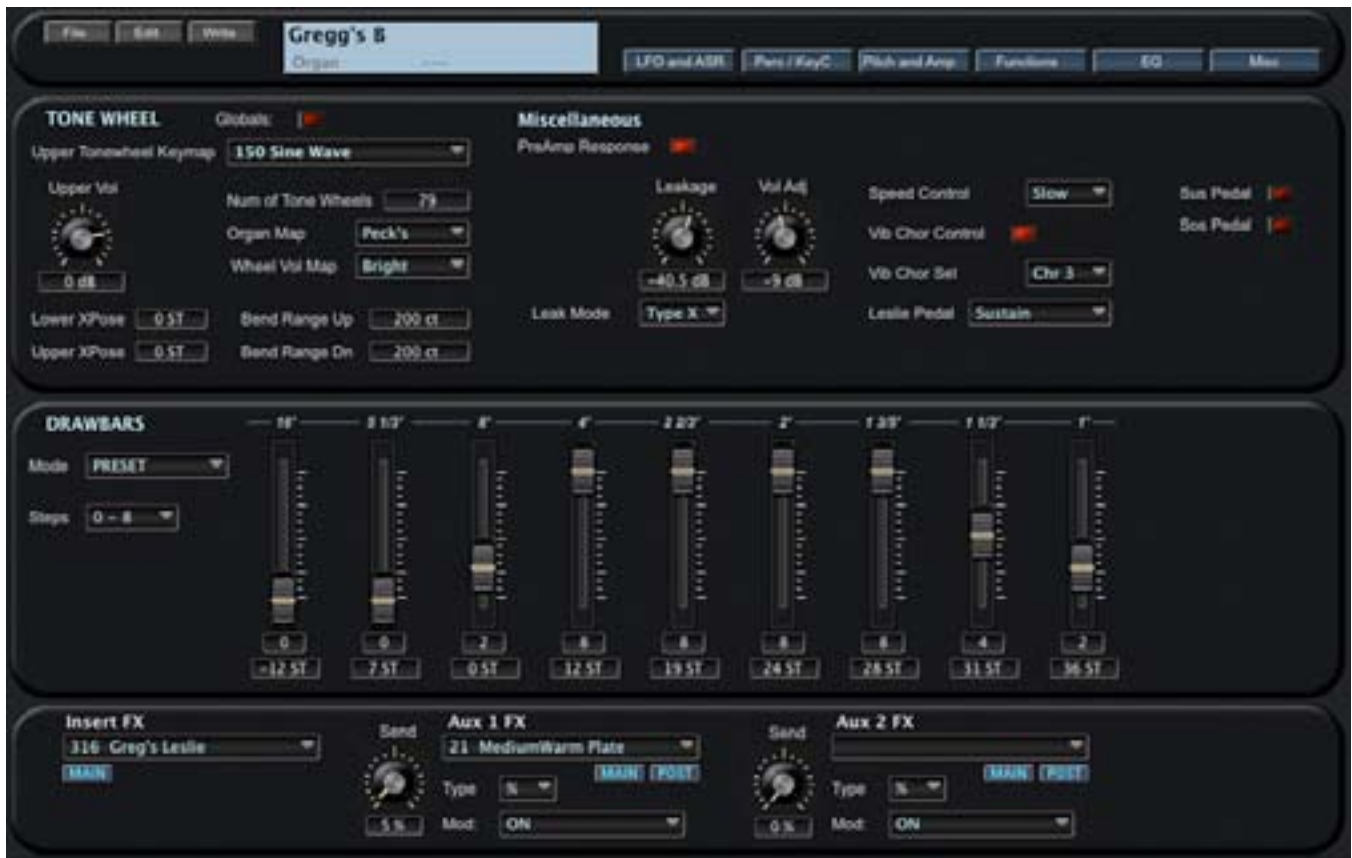 File Edit Write
Gregg's B
Organ ----
LFO and ASR Perc / KeyC Pitch and Amp Functions EG Misc
TONE WHEEL Globals:
Upper Tonewheel Keymap 150 Sine Wave
Upper Vol
0 dB
Num of Tone Wheels 79
Organ Map Peck's
Wheel Vol Map Bright
Lower XPose 0 ST Bend Range Up 200 ct
Upper XPose 0 ST Bend Range Dn 200 ct
Miscellaneous
PreAmp Response
Leakage Vol Adj
-40.5 dB -9 dB
Leak Mode Type X
Speed Control Slow
Vib Chor Control
Vib Chor Sel Chr 3
Leslie Pedal Sustain
Sus Pedal
Sos Pedal
DRAWBARS
16' 5 1/3' 8' 4' 2 2/3' 2' 1 3/5' 1 1/3' 1'
Mode PRESET
Steps 0 - 8
0 0 2 8 8 8 8 4 2
-12 ST 7 ST 0 ST 12 ST 19 ST 24 ST 28 ST 31 ST 36 ST
Insert FX
316 Greg's Leslie
MAIN
Send
5 %
Aux 1 FX
21 MediumWarm Plate
MAIN POST
Type %
Mod: ON
Send
0 %
Aux 2 FX
MAIN POST
Type %
Mod: ON